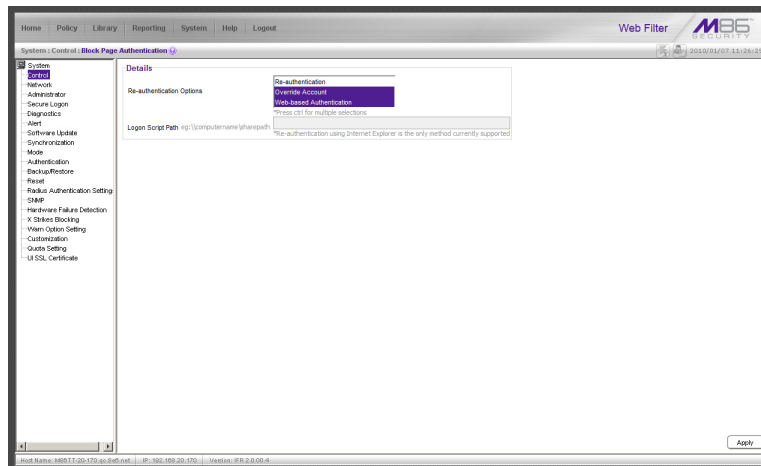 Home Policy Library Reporting System Help Logout
Web Filter
M86
SECURITY
System : Control : Block Page Authentication
2010/01/07 11:26:29
System
Control
Network
Administrator
Secure Logon
Diagnostics
Alert
Software Update
Synchronization
Mode
Authentication
Backup/Restore
Reset
Radius Authentication Setting
SNMP
Hardware Failure Detection
X Strikes Blocking
Warn Option Setting
Customization
Quota Setting
UI SSL Certificate
Details
Re-authentication Options
Re-authentication
Override Account
Web-based Authentication
*Press ctrl for multiple selections
Logon Script Path eg:\\computername\sharepath
*Re-authentication using Internet Explorer is the only method currently supported
Apply
Host Name: M86TT-20-170.qc.8e6.net IP: 192.168.20.170 Version: IFR 2.0.00.4